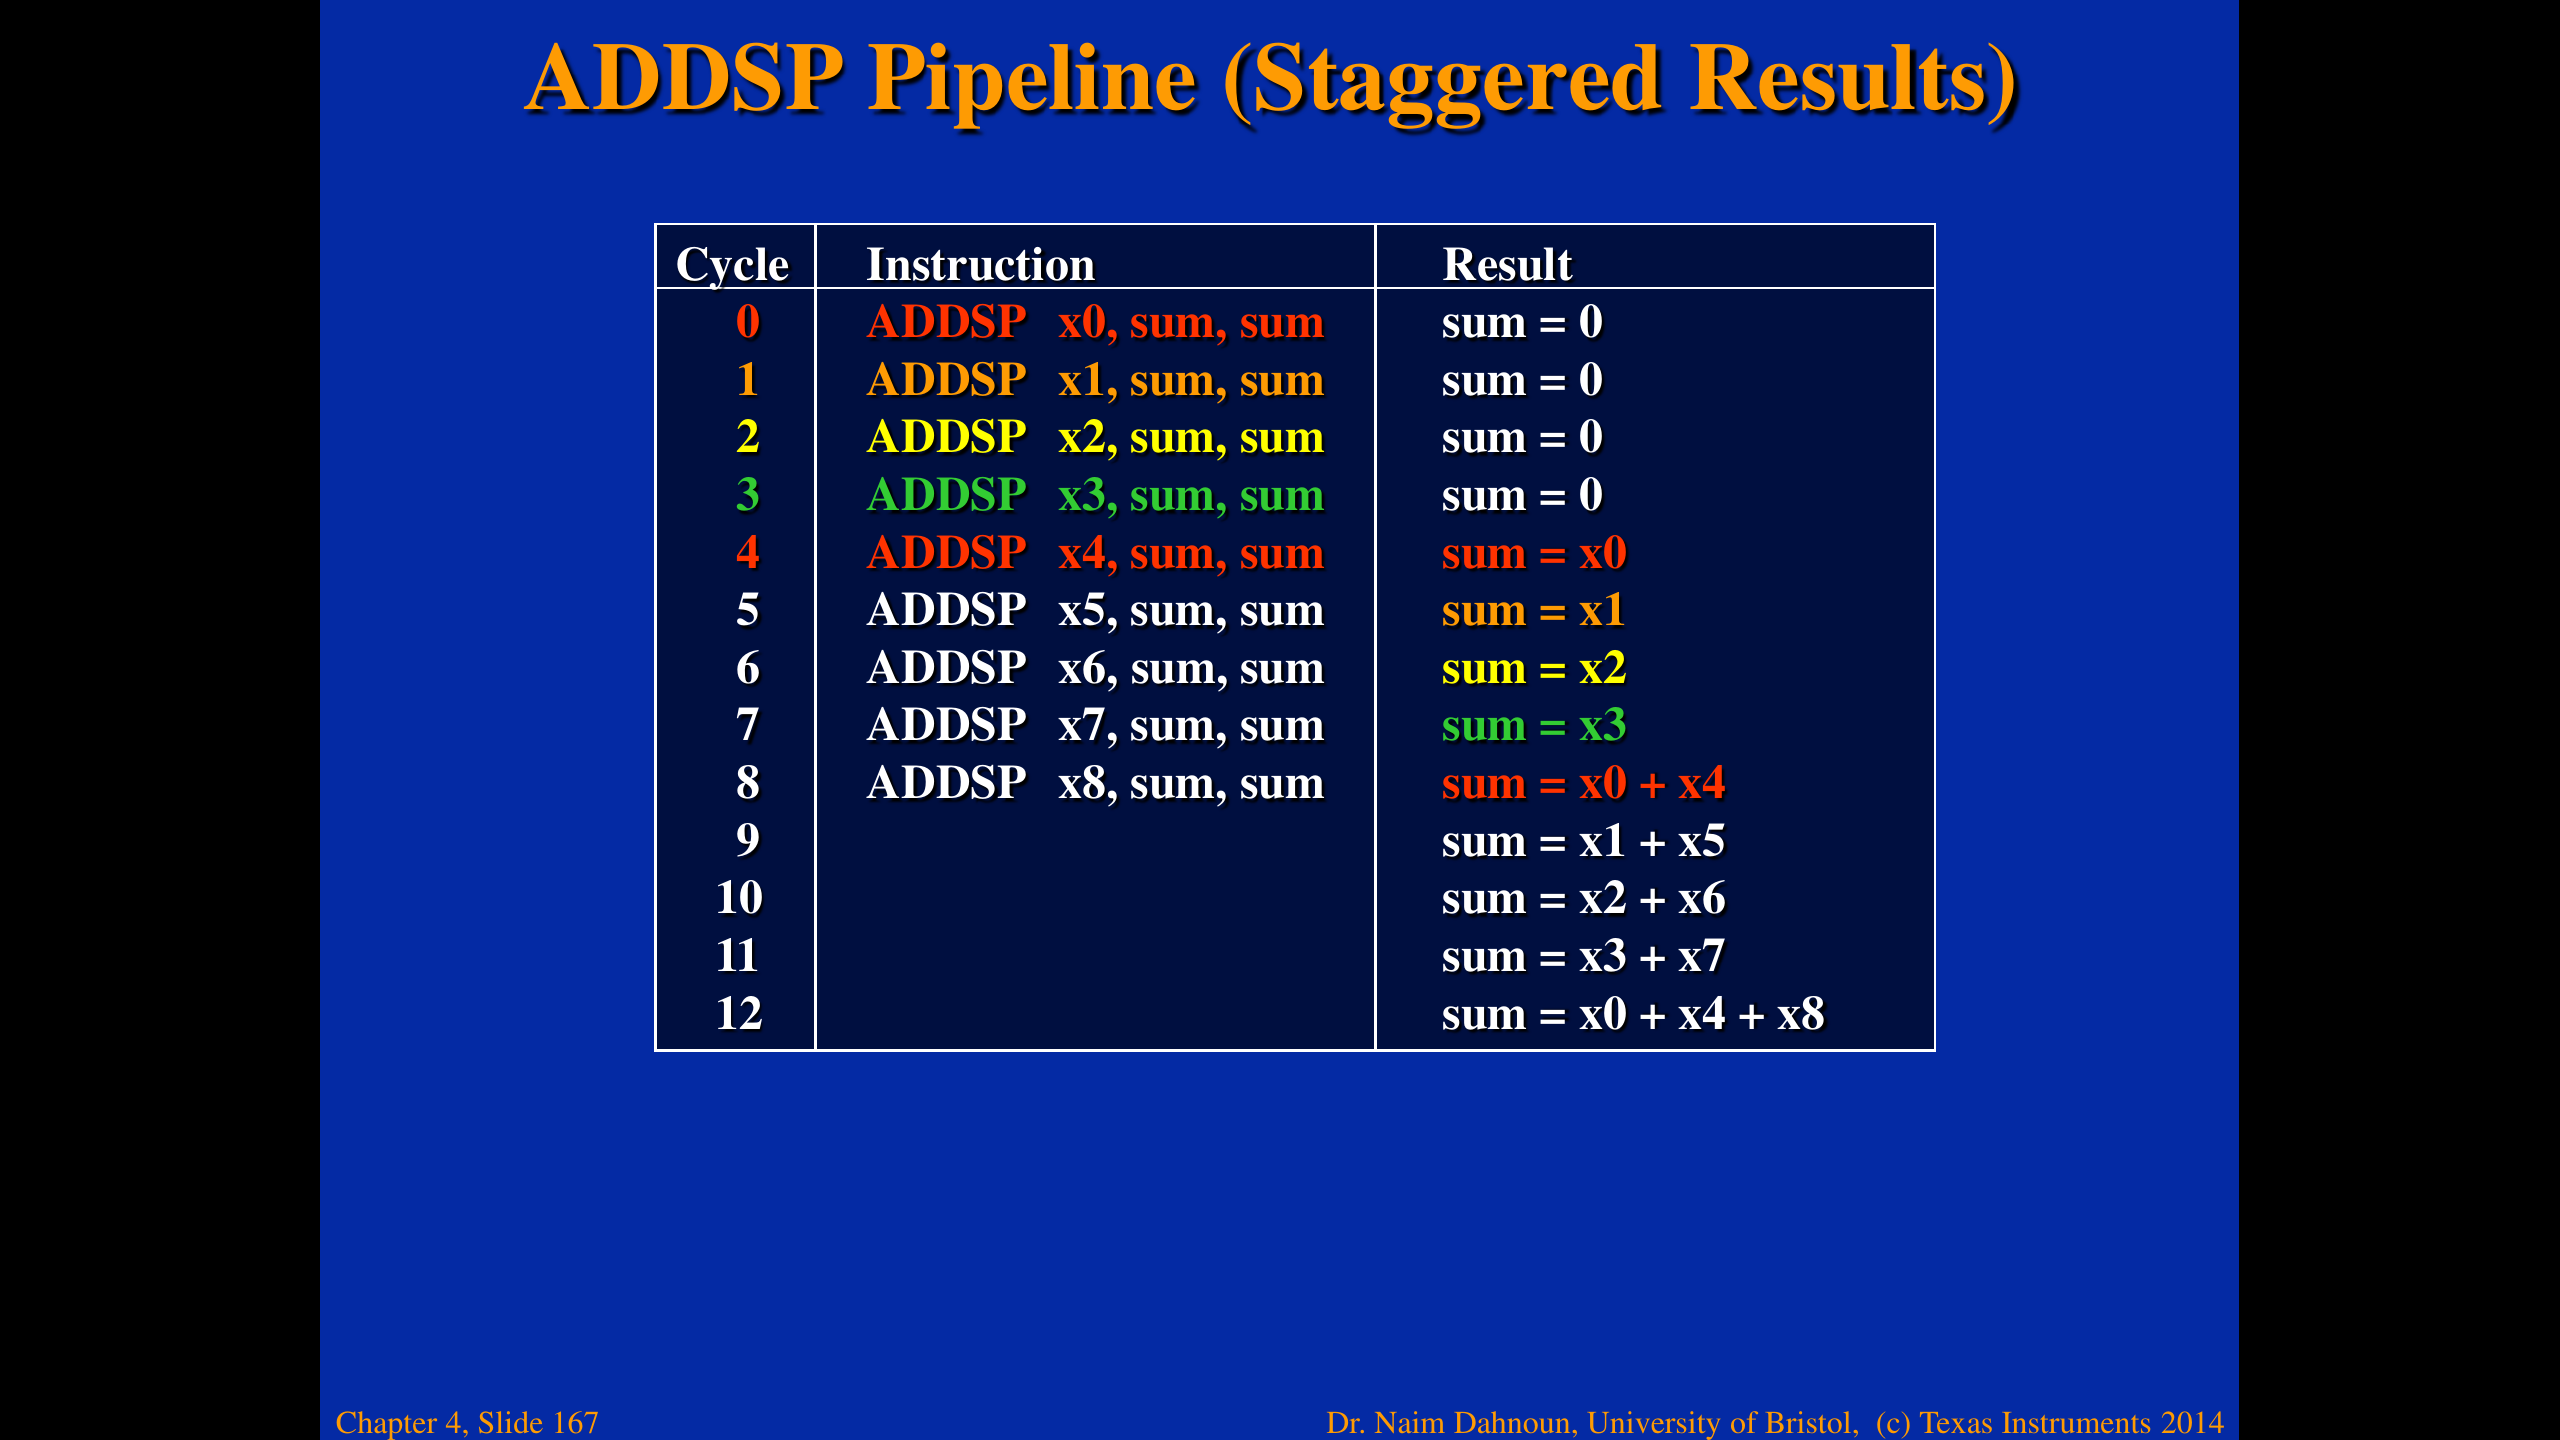 ADDSP Pipeline (Staggered Results)
Cycle Instruction Result
0 ADDSP x0, sum, sum sum = 0
1 ADDSP x1, sum, sum sum = 0
2 ADDSP x2, sum, sum sum = 0
3 ADDSP x3, sum, sum sum = 0
4 ADDSP x4, sum, sum sum = x0
5 ADDSP x5, sum, sum sum = x1
6 ADDSP x6, sum, sum sum = x2
7 ADDSP x7, sum, sum sum = x3
8 ADDSP x8, sum, sum sum = x0 + x4
9 sum = x1 + x5
10 sum = x2 + x6
11 sum = x3 + x7
12 sum = x0 + x4 + x8
Chapter 4, Slide 167 Dr. Naim Dahnoun, University of Bristol, (c) Texas Instruments 2014